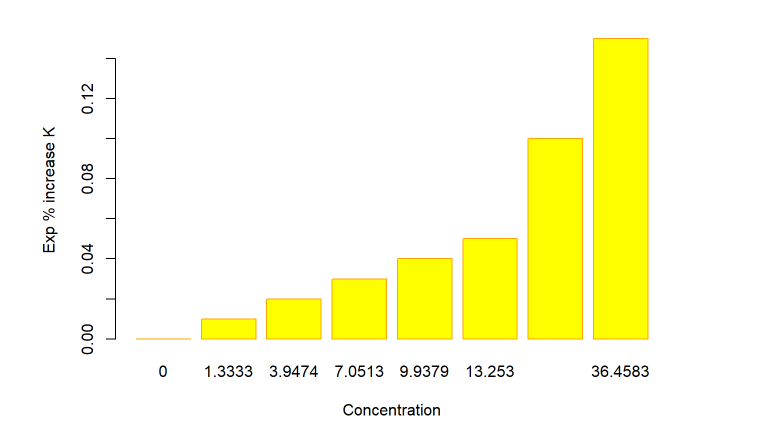 Exp % increase K
0.12
0.08
0.04
0.00
0 1.3333 3.9474 7.0513 9.9379 13.253 36.4583
Concentration